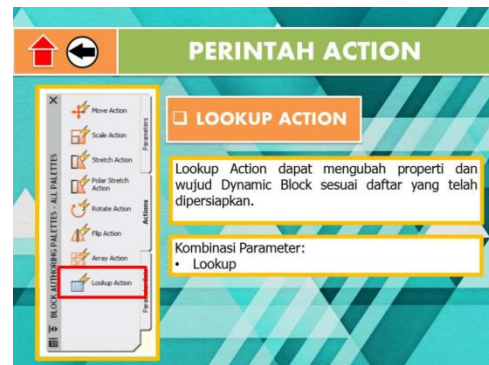 PERINTAH ACTION
Move Action
Scale Action
Stretch Action
Polar Stretch
Action
Rotate Action
Flip Action
Array Action
Lookup Action
Parameters
Actions
BLOCK AUTHORING PALETTES - ALL PALETTES
LOOKUP ACTION
Lookup Action dapat mengubah properti dan
wujud Dynamic Block sesuai daftar yang telah
dipersiapkan.
Kombinasi Parameter:
• Lookup